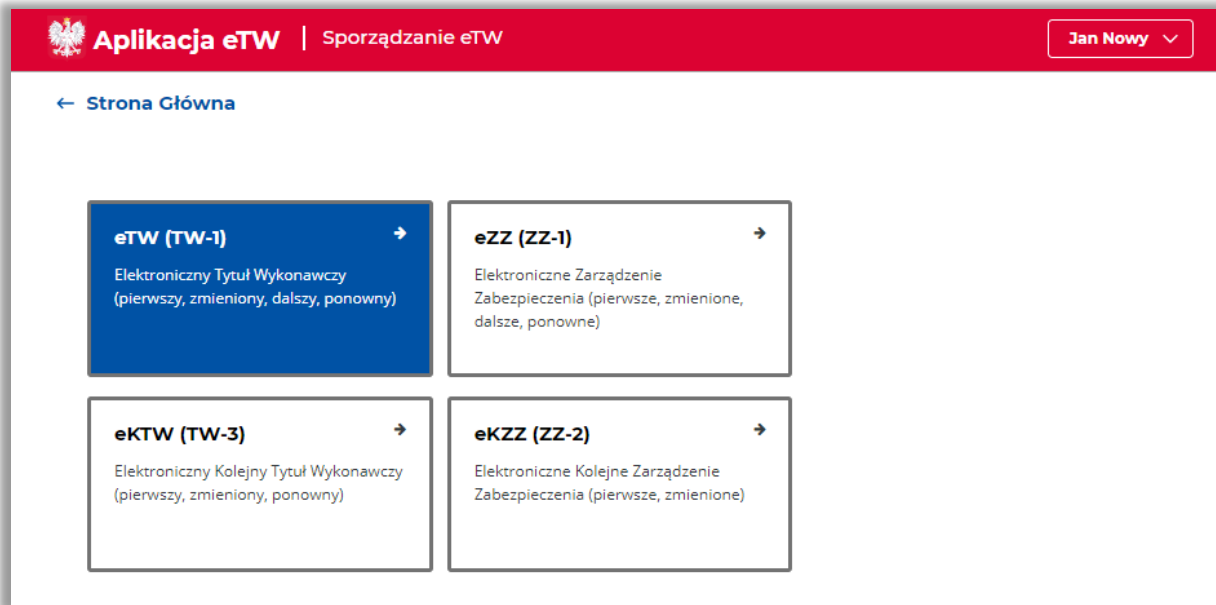 Aplikacja eTW | Sporządzanie eTW
Jan Nowy
← Strona Główna
eTW (TW-1) →
Elektroniczny Tytuł Wykonawczy
(pierwszy, zmieniony, dalszy, ponowny)
eZZ (ZZ-1) →
Elektroniczne Zarządzenie
Zabezpieczenia (pierwsze, zmienione,
dalsze, ponowne)
eKTW (TW-3) →
Elektroniczny Kolejny Tytuł Wykonawczy
(pierwszy, zmieniony, ponowny)
eKZZ (ZZ-2) →
Elektroniczne Kolejne Zarządzenie
Zabezpieczenia (pierwsze, zmienione)